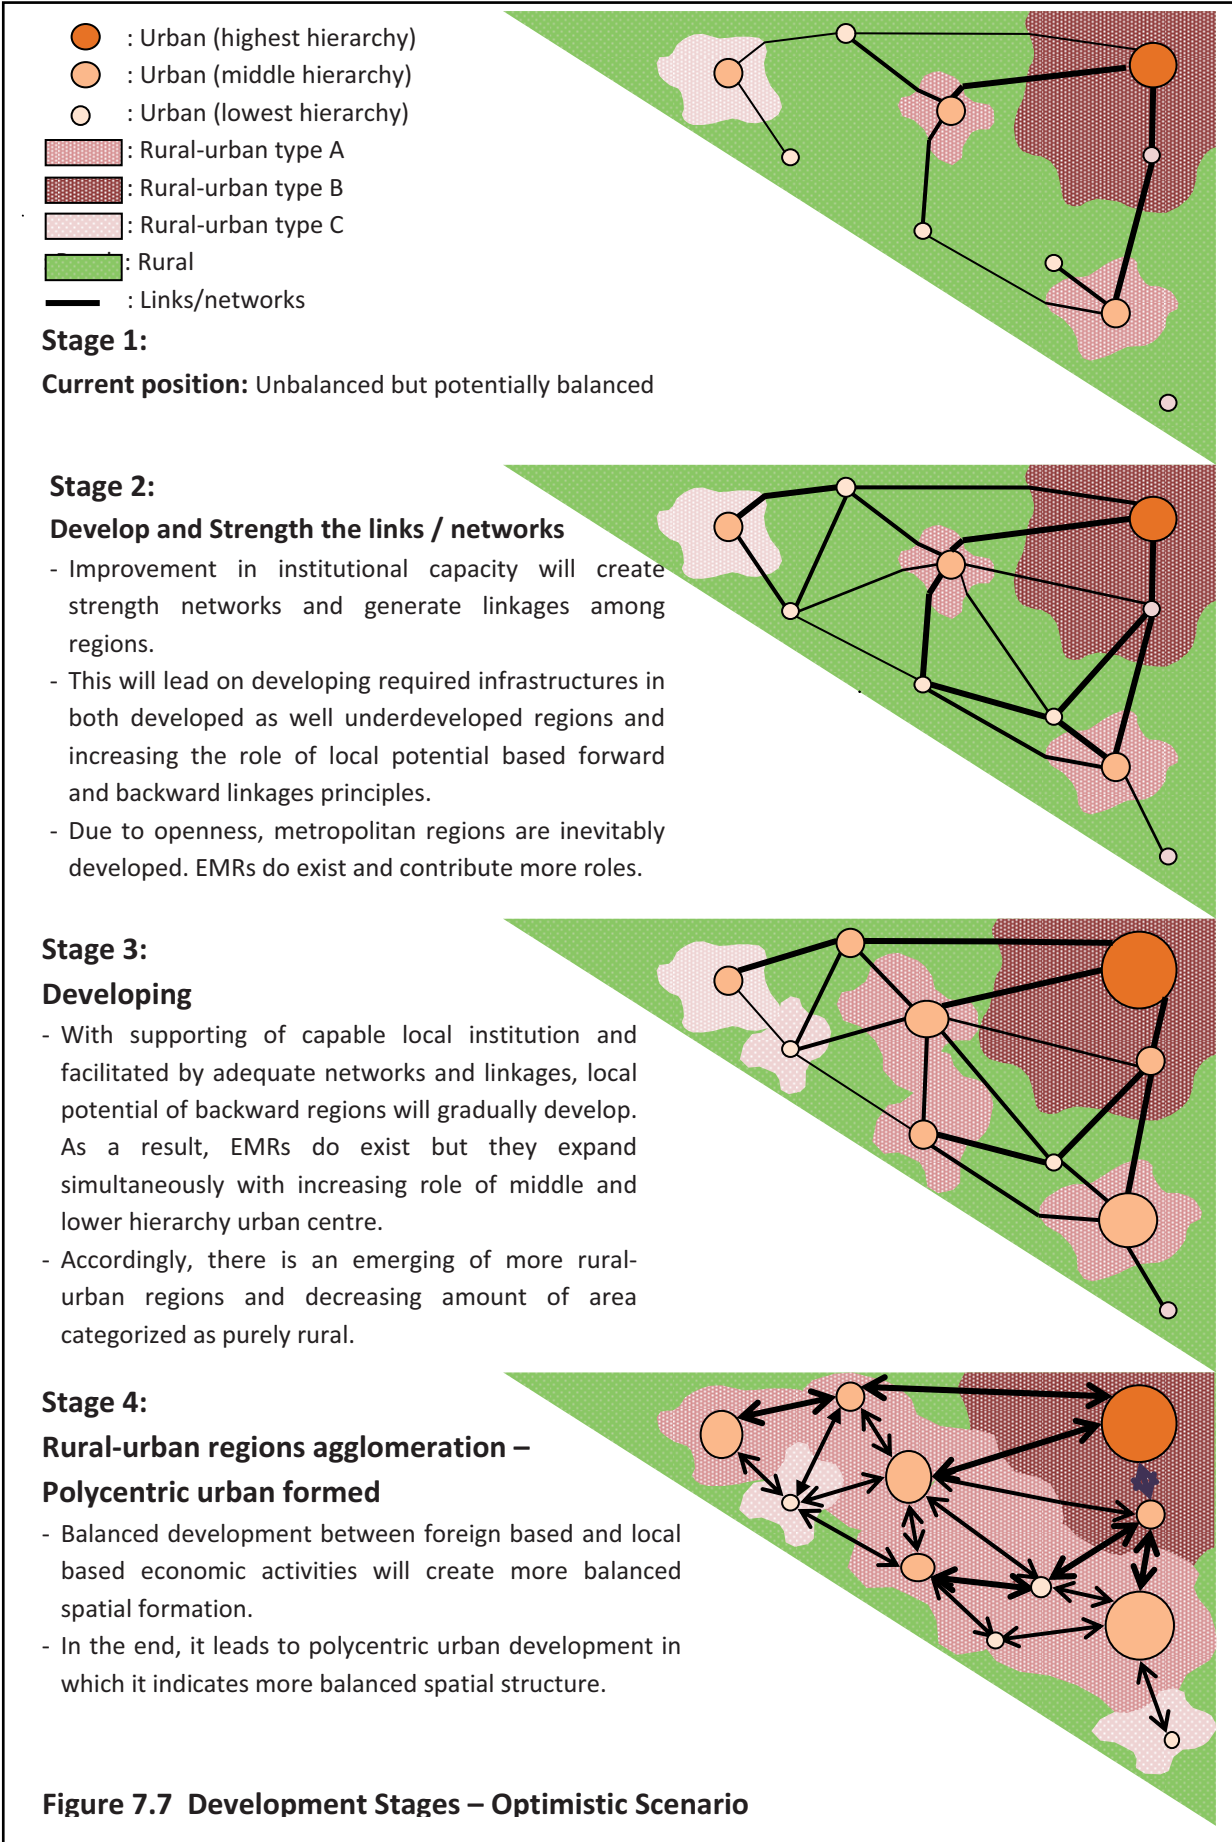 : Urban (highest hierarchy)
: Urban (middle hierarchy)
: Urban (lowest hierarchy)
: Rural-urban type A
: Rural-urban type B
: Rural-urban type C
: Rural
: Links/networks
Stage 1:
Current position: Unbalanced but potentially balanced
Stage 2:
Develop and Strength the links / networks
- Improvement in institutional capacity will create
strength networks and generate linkages among
regions.
- This will lead on developing required infrastructures in
both developed as well underdeveloped regions and
increasing the role of local potential based forward
and backward linkages principles.
- Due to openness, metropolitan regions are inevitably
developed. EMRs do exist and contribute more roles.
Stage 3:
Developing
- With supporting of capable local institution and
facilitated by adequate networks and linkages, local
potential of backward regions will gradually develop.
As a result, EMRs do exist but they expand
simultaneously with increasing role of middle and
lower hierarchy urban centre.
- Accordingly, there is an emerging of more rural-
urban regions and decreasing amount of area
categorized as purely rural.
Stage 4:
Rural-urban regions agglomeration –
Polycentric urban formed
- Balanced development between foreign based and local
based economic activities will create more balanced
spatial formation.
- In the end, it leads to polycentric urban development in
which it indicates more balanced spatial structure.
Figure 7.7 Development Stages – Optimistic Scenario